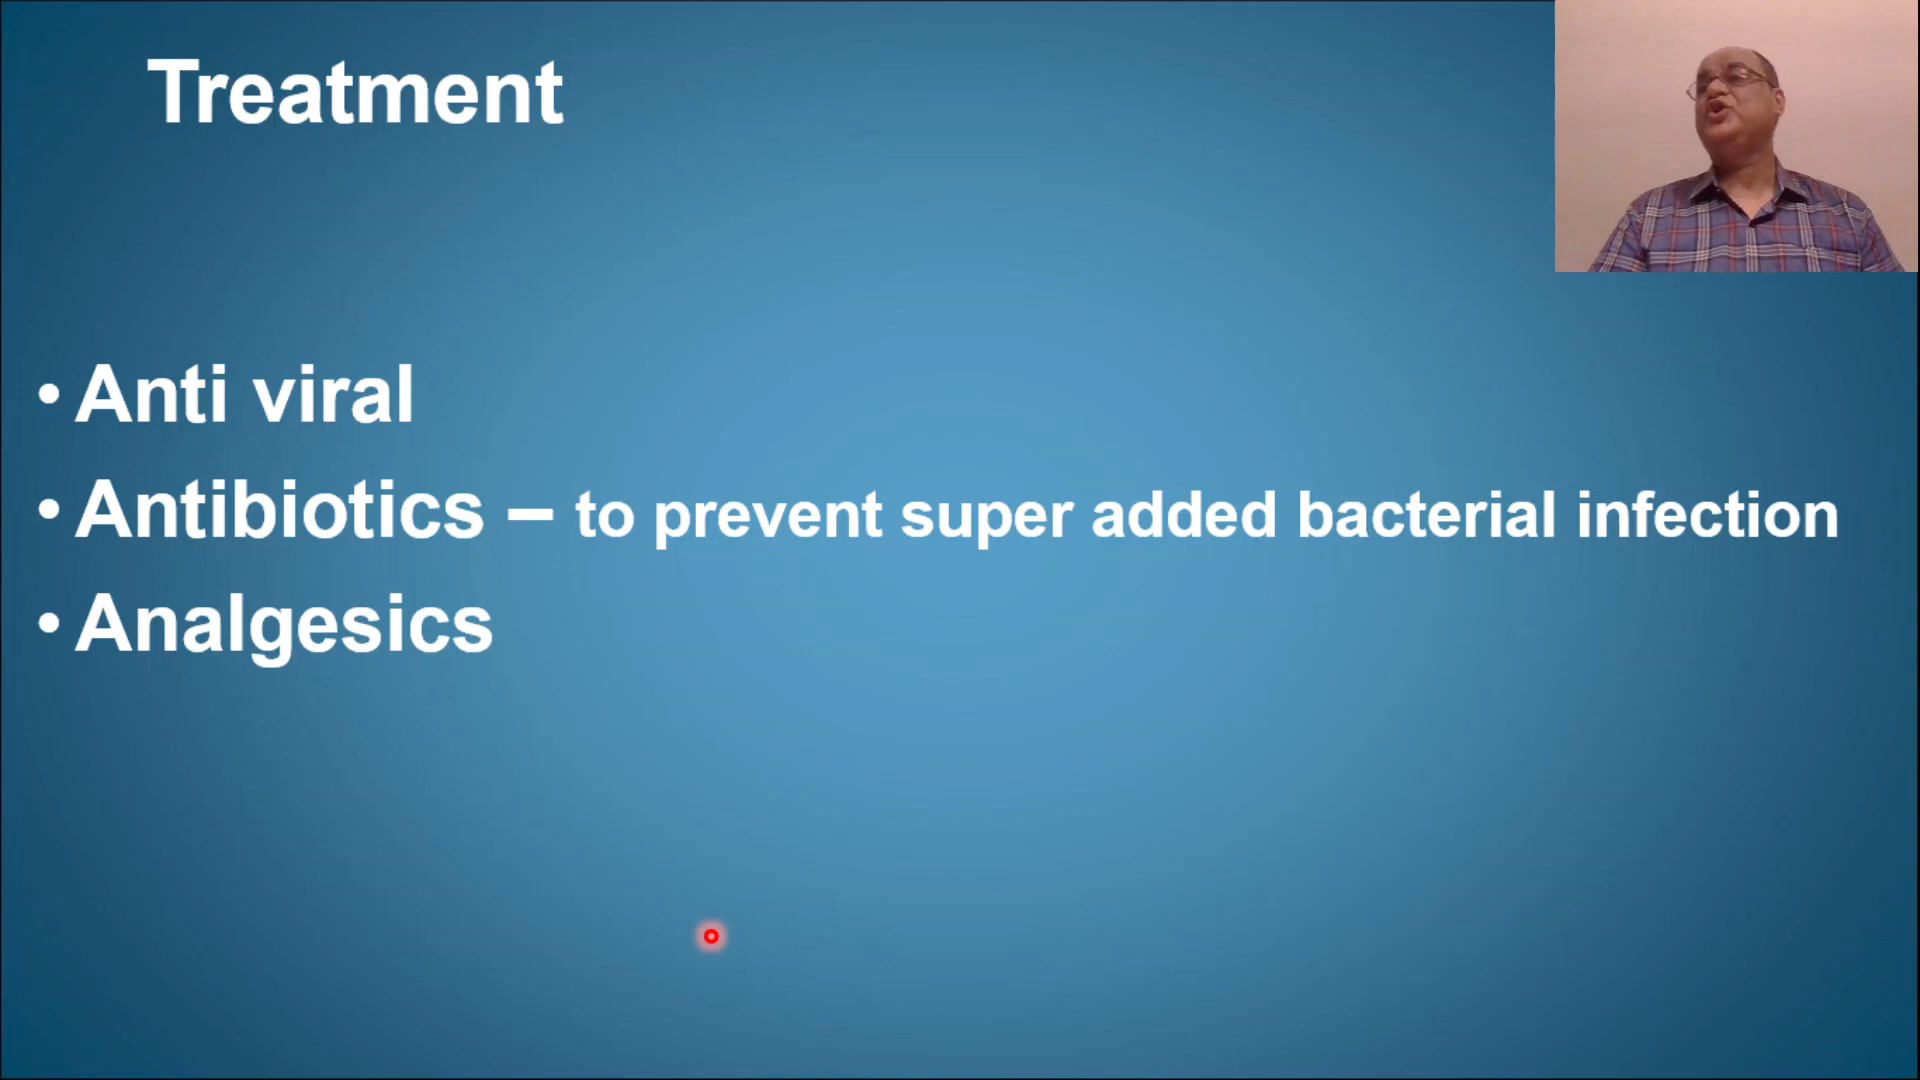 Treatment
• Anti viral
• Antibiotics – to prevent super added bacterial infection
• Analgesics